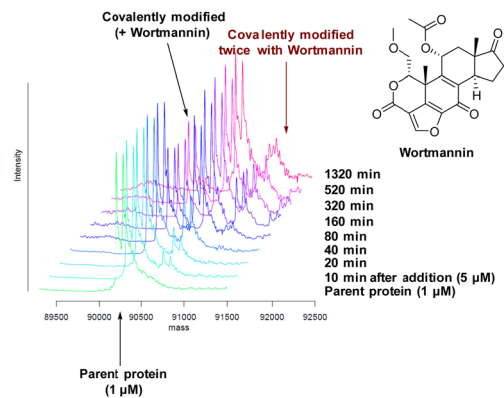 Covalently modified
(+ Wortmannin)
Covalently modified
twice with Wortmannin
O
O
O
O
H
O
O
O
O
Wortmannin
Intensity
1320 min
520 min
320 min
160 min
80 min
40 min
20 min
10 min after addition (5 µM)
Parent protein (1 µM)
89500 90000 90500 91000 91500 92000 92500
mass
Parent protein
(1 µM)